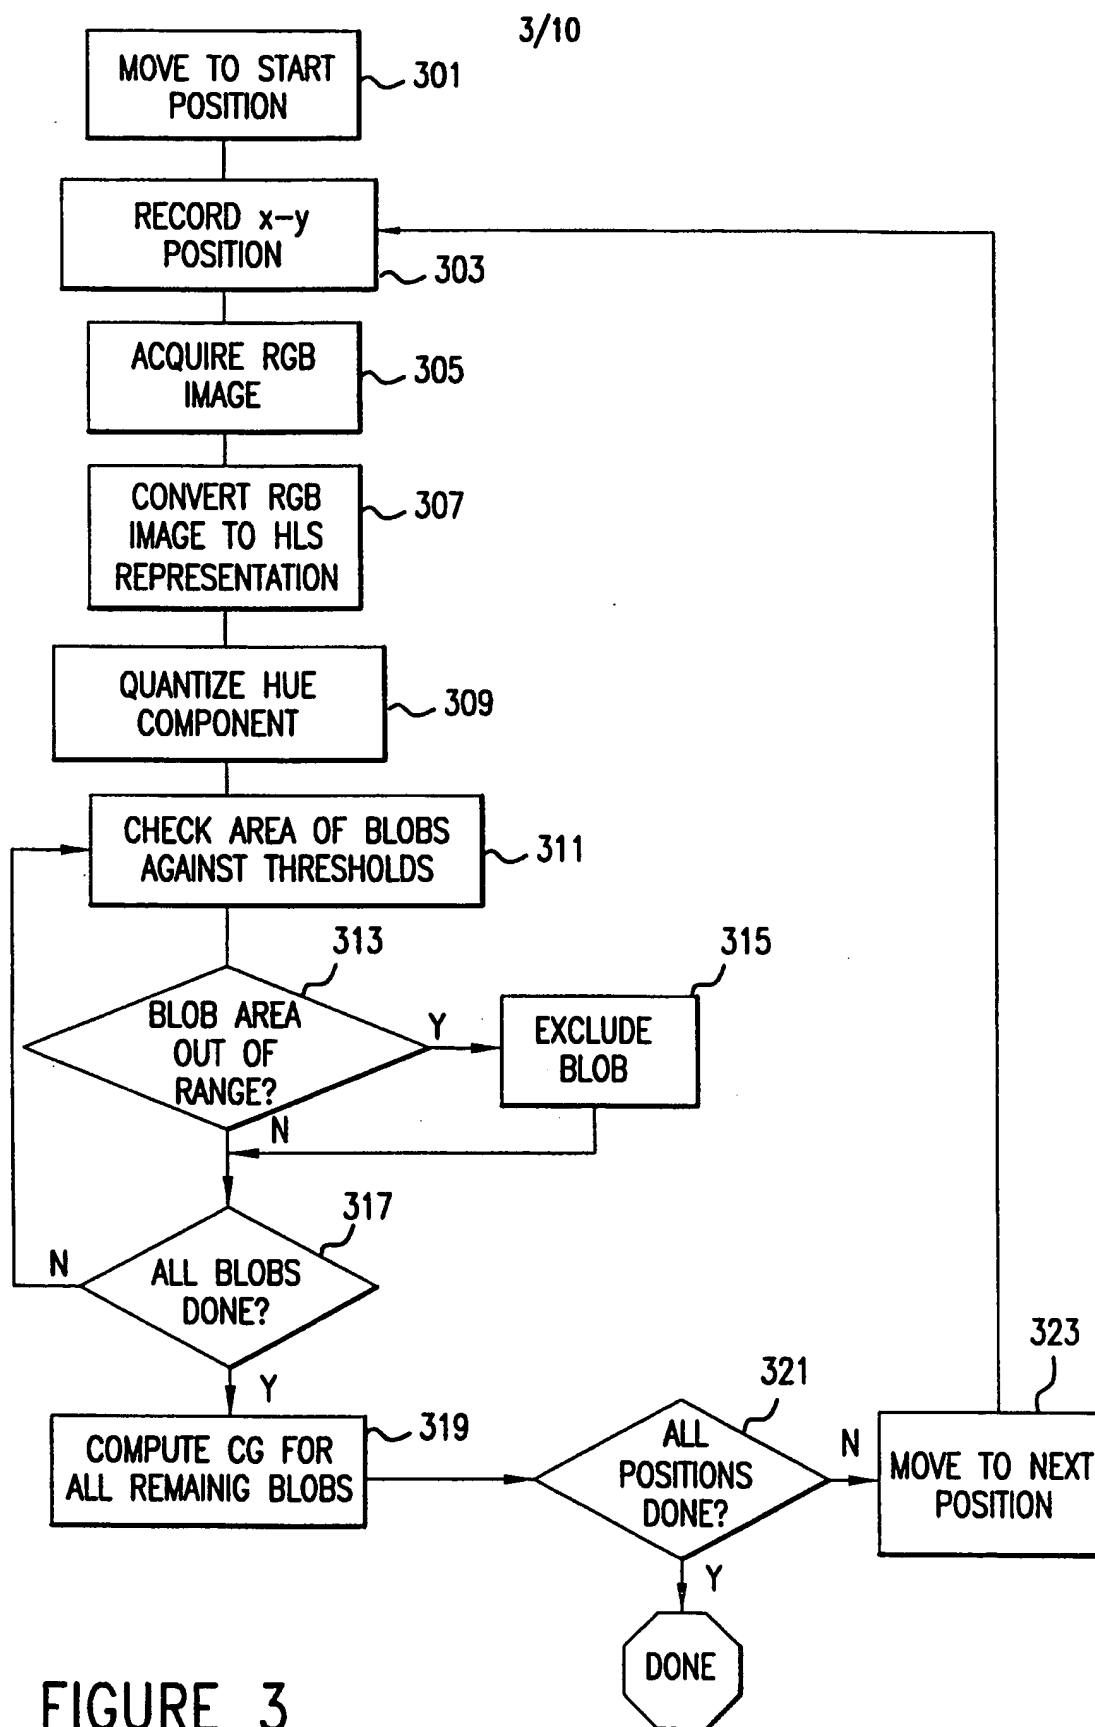 3/10
MOVE TO START
POSITION
301
RECORD x-y
POSITION
303
ACQUIRE RGB
IMAGE
305
CONVERT RGB
IMAGE TO HLS
REPRESENTATION
307
QUANTIZE HUE
COMPONENT
309
CHECK AREA OF BLOBS
AGAINST THRESHOLDS
311
313
BLOB AREA
OUT OF
RANGE?
Y
N
315
EXCLUDE
BLOB
317
ALL BLOBS
DONE?
N
Y
COMPUTE CG FOR
ALL REMAINIG BLOBS
319
321
ALL
POSITIONS
DONE?
N
Y
323
MOVE TO NEXT
POSITION
DONE
FIGURE 3